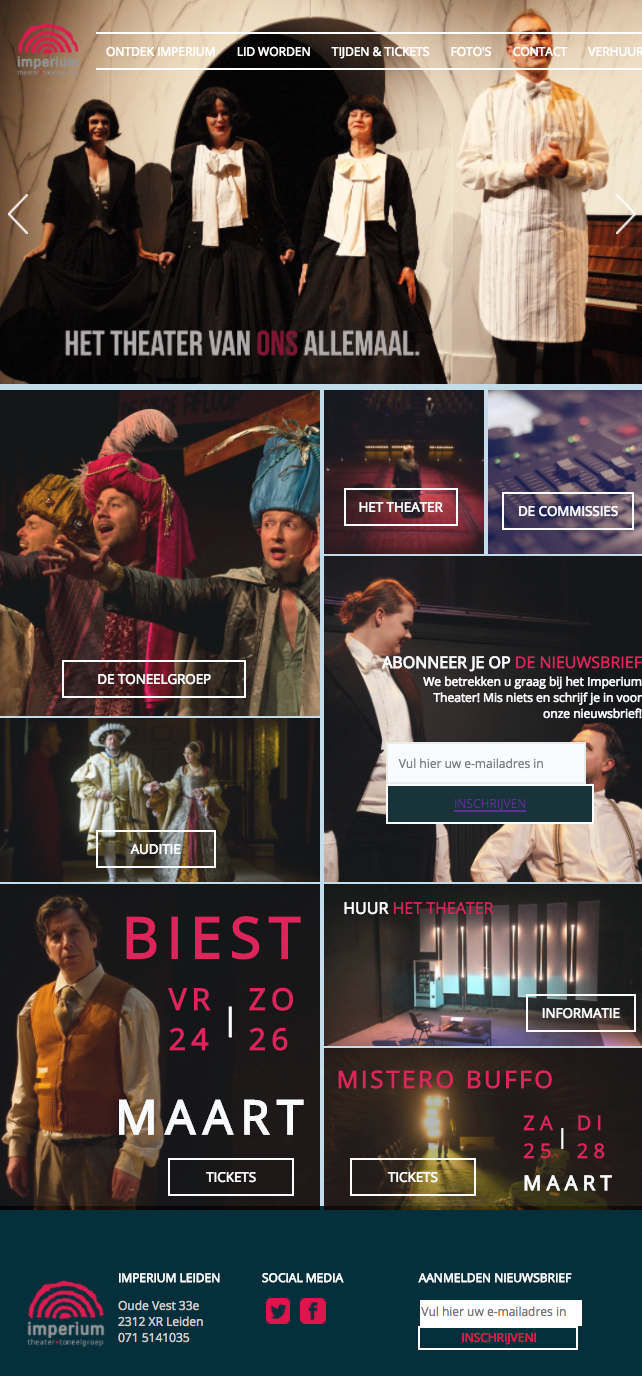 imperium
theater+toneelgroep
ONTDEK IMPERIUM LID WORDEN TIJDEN & TICKETS FOTO'S CONTACT VERHUUR
HET THEATER VAN ONS ALLEMAAL.
DE TONEELGROEP
HET THEATER
DE COMMISSIES
ABONNEER JE OP DE NIEUWSBRIEF
We betrekken u graag bij het Imperium
Theater! Mis niets en schrijf je in voor
onze nieuwsbrief!
Vul hier uw e-mailadres in
INSCHRIJVEN
AUDITIE
BIEST
VR | ZO
24 26
MAART
TICKETS
HUUR HET THEATER
INFORMATIE
MISTERO BUFFO
ZA | DI
25 28
MAART
TICKETS
imperium
theater+toneelgroep
IMPERIUM LEIDEN
Oude Vest 33e
2312 XR Leiden
071 5141035
SOCIAL MEDIA
AANMELDEN NIEUWSBRIEF
Vul hier uw e-mailadres in
INSCHRIJVEN!